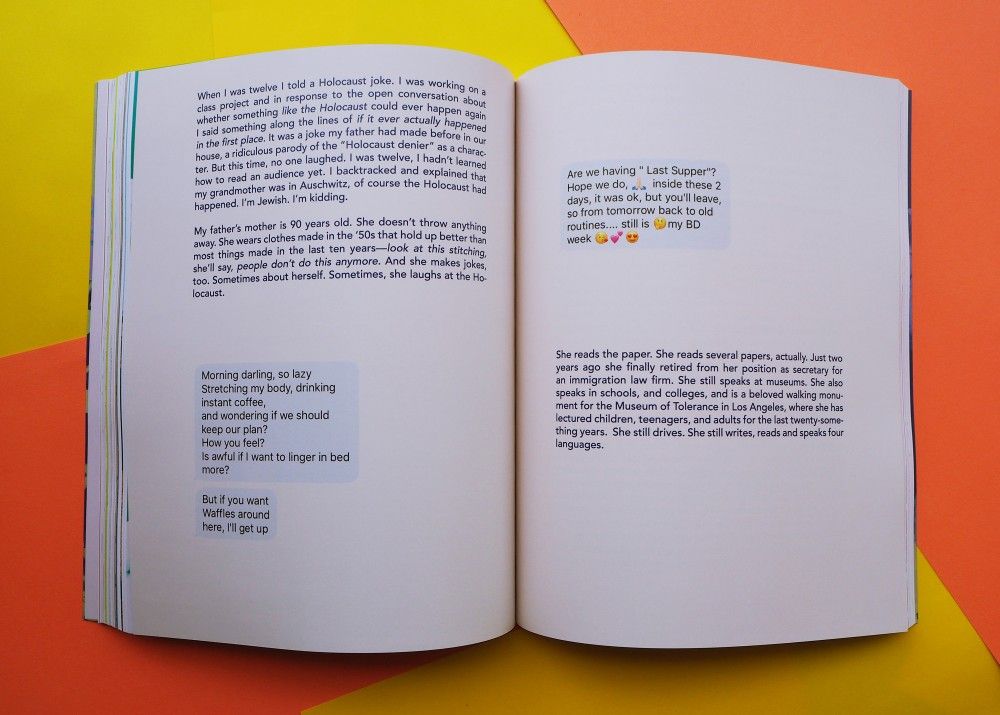 When I was twelve I told a Holocaust joke. I was working on a
class project and in response to the open conversation about
whether something like the Holocaust could ever happen again
I said something along the lines of if it ever actually happened
in the first place. It was a joke my father had made before in our
house, a ridiculous parody of the “Holocaust denier” as a charac-
ter. But this time, no one laughed. I was twelve, I hadn’t learned
how to read an audience yet. I backtracked and explained that
my grandmother was in Auschwitz, of course the Holocaust had
happened. I’m Jewish. I’m kidding.
My father’s mother is 90 years old. She doesn’t throw anything
away. She wears clothes made in the ’50s that hold up better than
most things made in the last ten years—look at this stitching,
she’ll say, people don’t do this anymore. And she makes jokes,
too. Sometimes about herself. Sometimes, she laughs at the Ho-
locaust.
Morning darling, so lazy
Stretching my body, drinking
instant coffee,
and wondering if we should
keep our plan?
How you feel?
Is awful if I want to linger in bed
more?
But if you want
Waffles around
here, I'll get up
Are we having " Last Supper"?
Hope we do, 🙏 inside these 2
days, it was ok, but you'll leave,
so from tomorrow back to old
routines.... still is 🤔my BD
week 😘💕😍
She reads the paper. She reads several papers, actually. Just two
years ago she finally retired from her position as secretary for
an immigration law firm. She still speaks at museums. She also
speaks in schools, and colleges, and is a beloved walking monu-
ment for the Museum of Tolerance in Los Angeles, where she has
lectured children, teenagers, and adults for the last twenty-some-
thing years. She still drives. She still writes, reads and speaks four
languages.